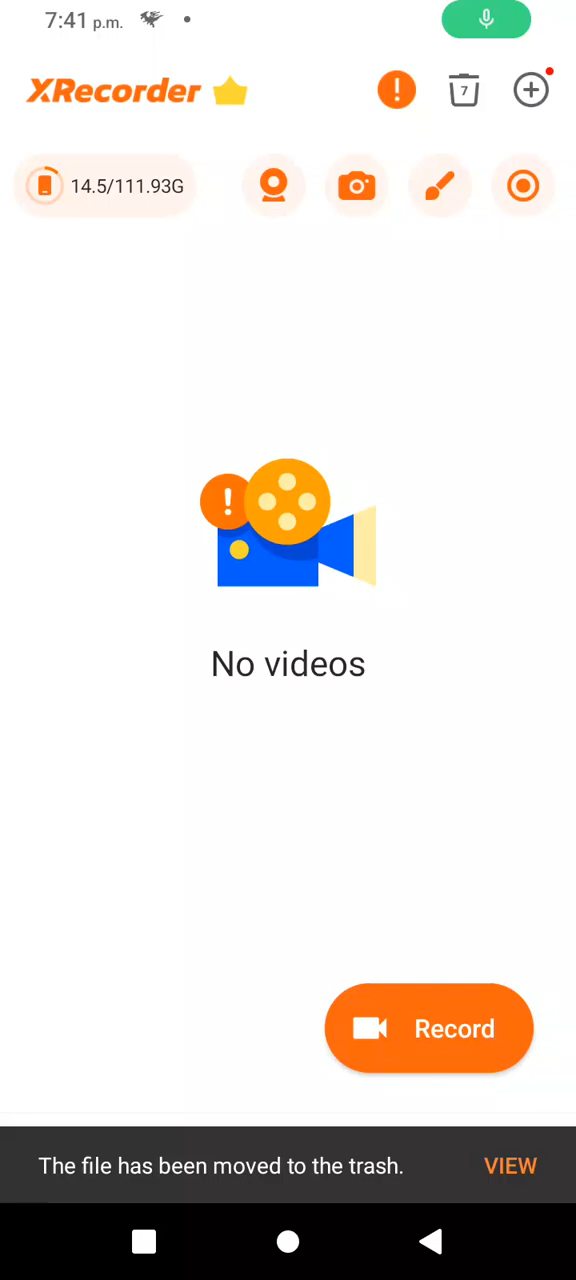 7:41 p.m.
XRecorder
7
14.5/111.93G
No videos
Record
The file has been moved to the trash. VIEW